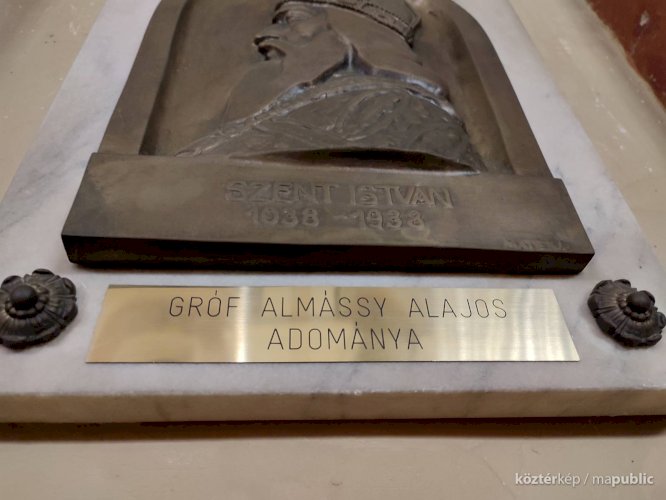 SZENT ISTVÁN
1038 - 1938
GRÓF ALMÁSSY ALAJOS
ADOMÁNYA
köztérkép / mapublic